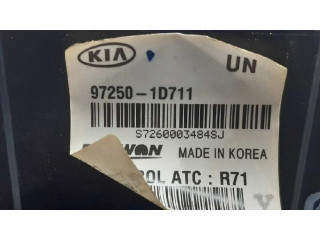 KIA
UN
97250-1D711
S7260003484SJ
MADE IN KOREA
ATC : R71
V